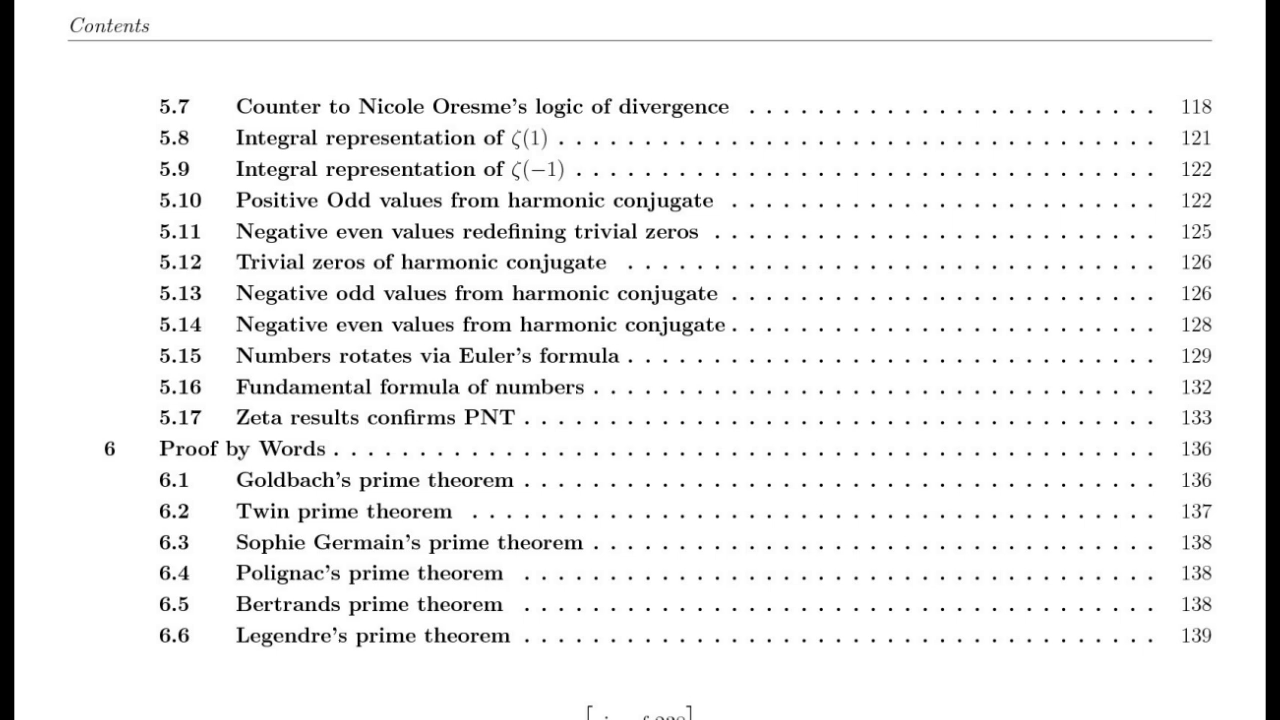 Contents
5.7 Counter to Nicole Oresme's logic of divergence . . . . . . . . . . . . . . . . . . . . . . . . 118
5.8 Integral representation of ζ(1) . . . . . . . . . . . . . . . . . . . . . . . . . . . . . . . . . . . 121
5.9 Integral representation of ζ(−1) . . . . . . . . . . . . . . . . . . . . . . . . . . . . . . . . . . 122
5.10 Positive Odd values from harmonic conjugate . . . . . . . . . . . . . . . . . . . . . . . . . 122
5.11 Negative even values redefining trivial zeros . . . . . . . . . . . . . . . . . . . . . . . . . . 125
5.12 Trivial zeros of harmonic conjugate . . . . . . . . . . . . . . . . . . . . . . . . . . . . . . . 126
5.13 Negative odd values from harmonic conjugate . . . . . . . . . . . . . . . . . . . . . . . . . 126
5.14 Negative even values from harmonic conjugate . . . . . . . . . . . . . . . . . . . . . . . . . 128
5.15 Numbers rotates via Euler's formula . . . . . . . . . . . . . . . . . . . . . . . . . . . . . . . 129
5.16 Fundamental formula of numbers . . . . . . . . . . . . . . . . . . . . . . . . . . . . . . . . . 132
5.17 Zeta results confirms PNT . . . . . . . . . . . . . . . . . . . . . . . . . . . . . . . . . . . . . 133
6 Proof by Words . . . . . . . . . . . . . . . . . . . . . . . . . . . . . . . . . . . . . . . . . . . . . . . . 136
6.1 Goldbach's prime theorem . . . . . . . . . . . . . . . . . . . . . . . . . . . . . . . . . . . . . 136
6.2 Twin prime theorem . . . . . . . . . . . . . . . . . . . . . . . . . . . . . . . . . . . . . . . . 137
6.3 Sophie Germain's prime theorem . . . . . . . . . . . . . . . . . . . . . . . . . . . . . . . . . 138
6.4 Polignac's prime theorem . . . . . . . . . . . . . . . . . . . . . . . . . . . . . . . . . . . . . 138
6.5 Bertrands prime theorem . . . . . . . . . . . . . . . . . . . . . . . . . . . . . . . . . . . . . 138
6.6 Legendre's prime theorem . . . . . . . . . . . . . . . . . . . . . . . . . . . . . . . . . . . . . 139